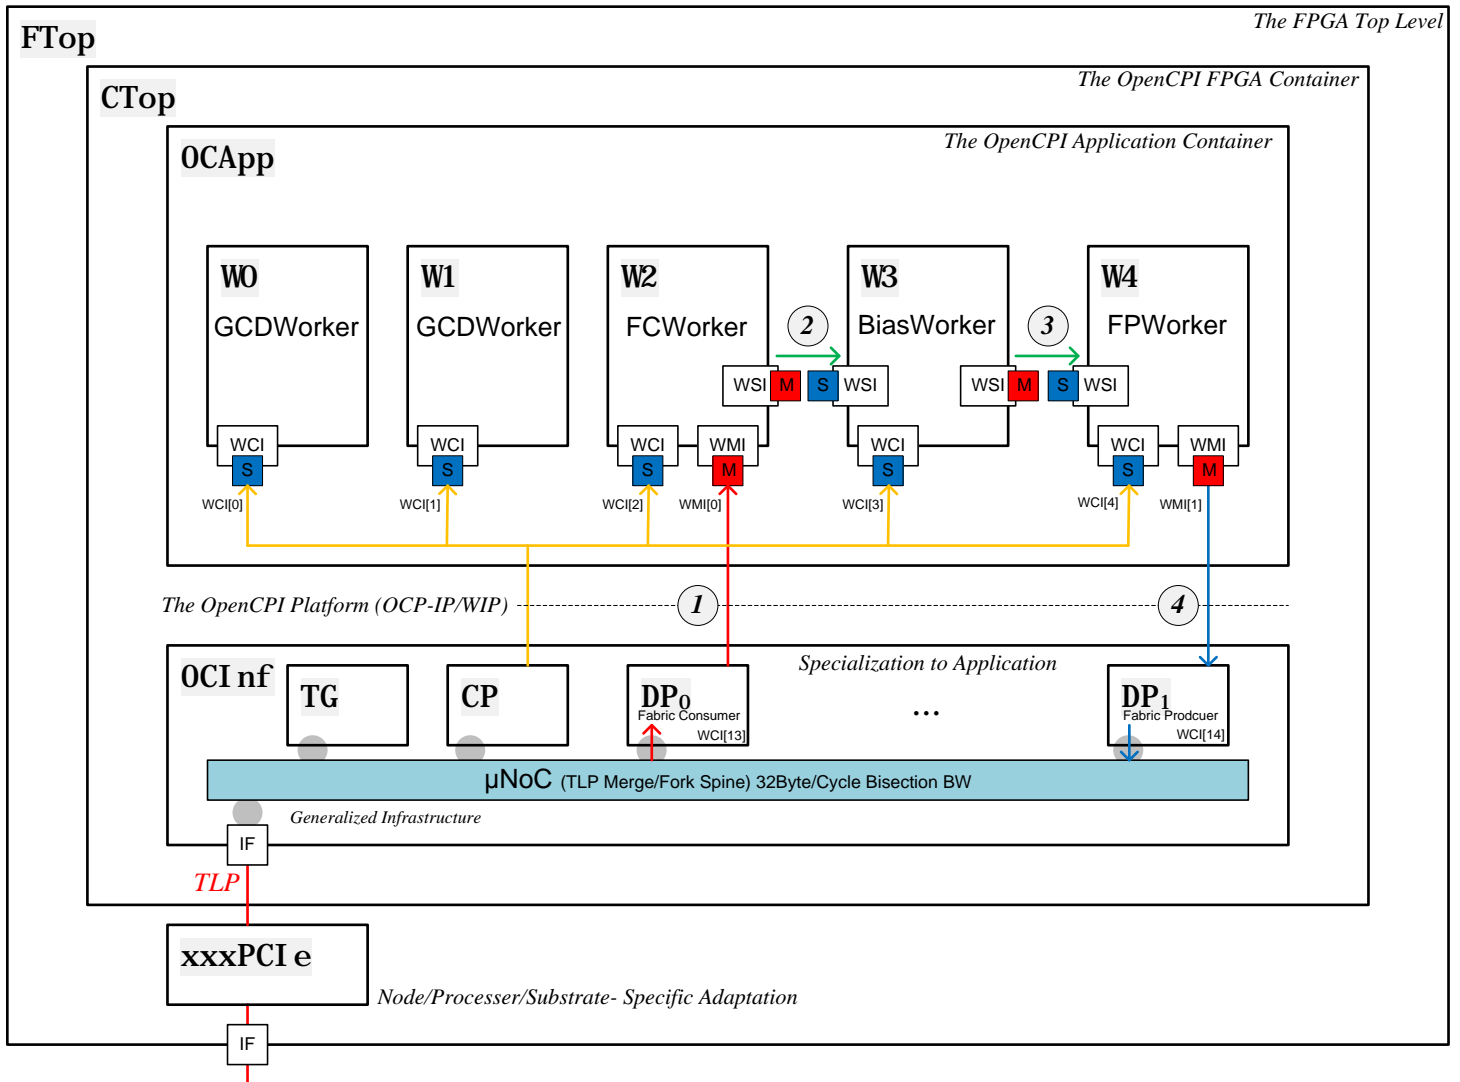 The FPGA Top Level
FTop
The OpenCPI FPGA Container
CTop
The OpenCPI Application Container
OCApp
W0
W1
W2
W3
W4
GCDWorker
GCDWorker
FCWorker
2
BiasWorker
3
FPWorker
WSI
M
S
WSI
WSI
M
S
WSI
WCI
WCI
WCI
WMI
WCI
WCI
WMI
S
S
S
M
S
S
M
WCI[0]
WCI[1]
WCI[2]
WMI[0]
WCI[3]
WCI[4]
WMI[1]
The OpenCPI Platform (OCP-IP/WIP)
1
4
OCInf
Specialization to Application
TG
CP
DP0
Fabric Consumer
WCI[13]
...
DP1
Fabric Prodcuer
WCI[14]
µNoC (TLP Merge/Fork Spine) 32Byte/Cycle Bisection BW
Generalized Infrastructure
IF
TLP
xxxPCIe
Node/Processer/Substrate- Specific Adaptation
IF